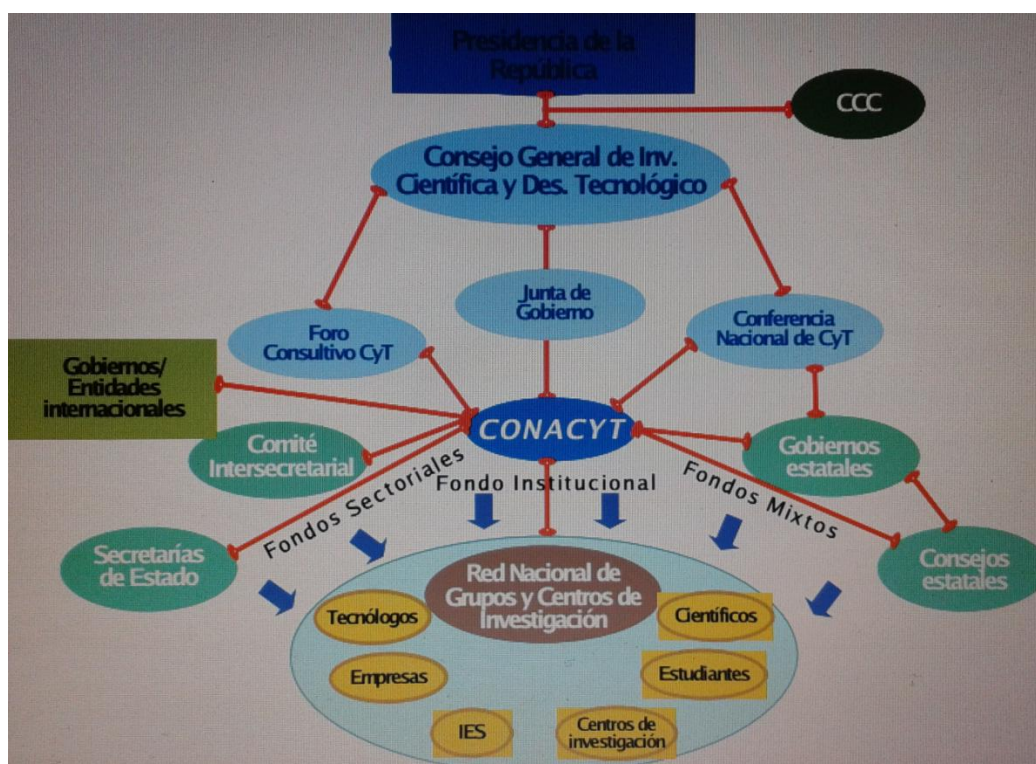 Presidencia de la
República
CCC
Consejo General de Inv.
Científica y Des. Tecnológico
Junta de
Gobierno
Foro
Consultivo CyT
Conferencia
Nacional de CyT
Gobiernos/
Entidades
internacionales
CONACYT
Comité
Intersecretarial
Gobiernos
estatales
Fondos Sectoriales
Fondo Institucional
Fondos Mixtos
Secretarías
de Estado
Consejos
estatales
Red Nacional de
Grupos y Centros de
Investigación
Tecnólogos
Científicos
Empresas
Estudiantes
IES
Centros de
investigación